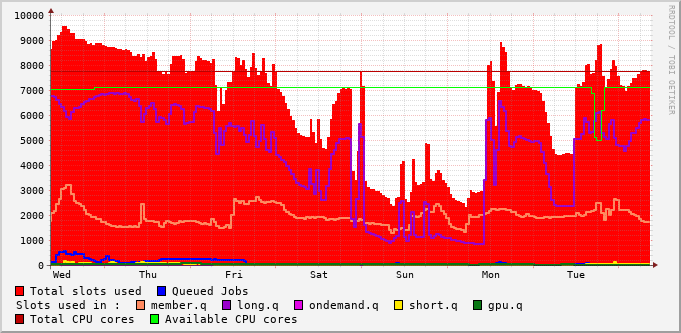 10000
9000
8000
7000
6000
5000
4000
3000
2000
1000
0
Wed Thu Fri Sat Sun Mon Tue
RRDTOOL / TOBI OETIKER
Total slots used Queued Jobs
Slots used in : member.q long.q ondemand.q short.q gpu.q
Total CPU cores Available CPU cores